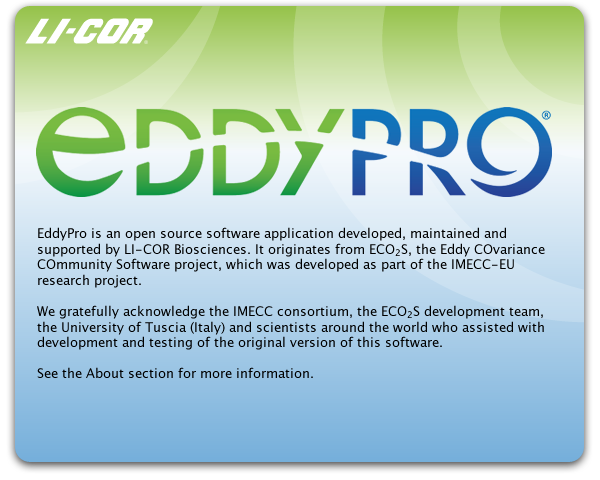 LI-COR®
eDDYPRO®
EddyPro is an open source software application developed, maintained and
supported by LI-COR Biosciences. It originates from ECO₂S, the Eddy COvariance
COmmunity Software project, which was developed as part of the IMECC-EU
research project.
We gratefully acknowledge the IMECC consortium, the ECO₂S development team,
the University of Tuscia (Italy) and scientists around the world who assisted with
development and testing of the original version of this software.
See the About section for more information.